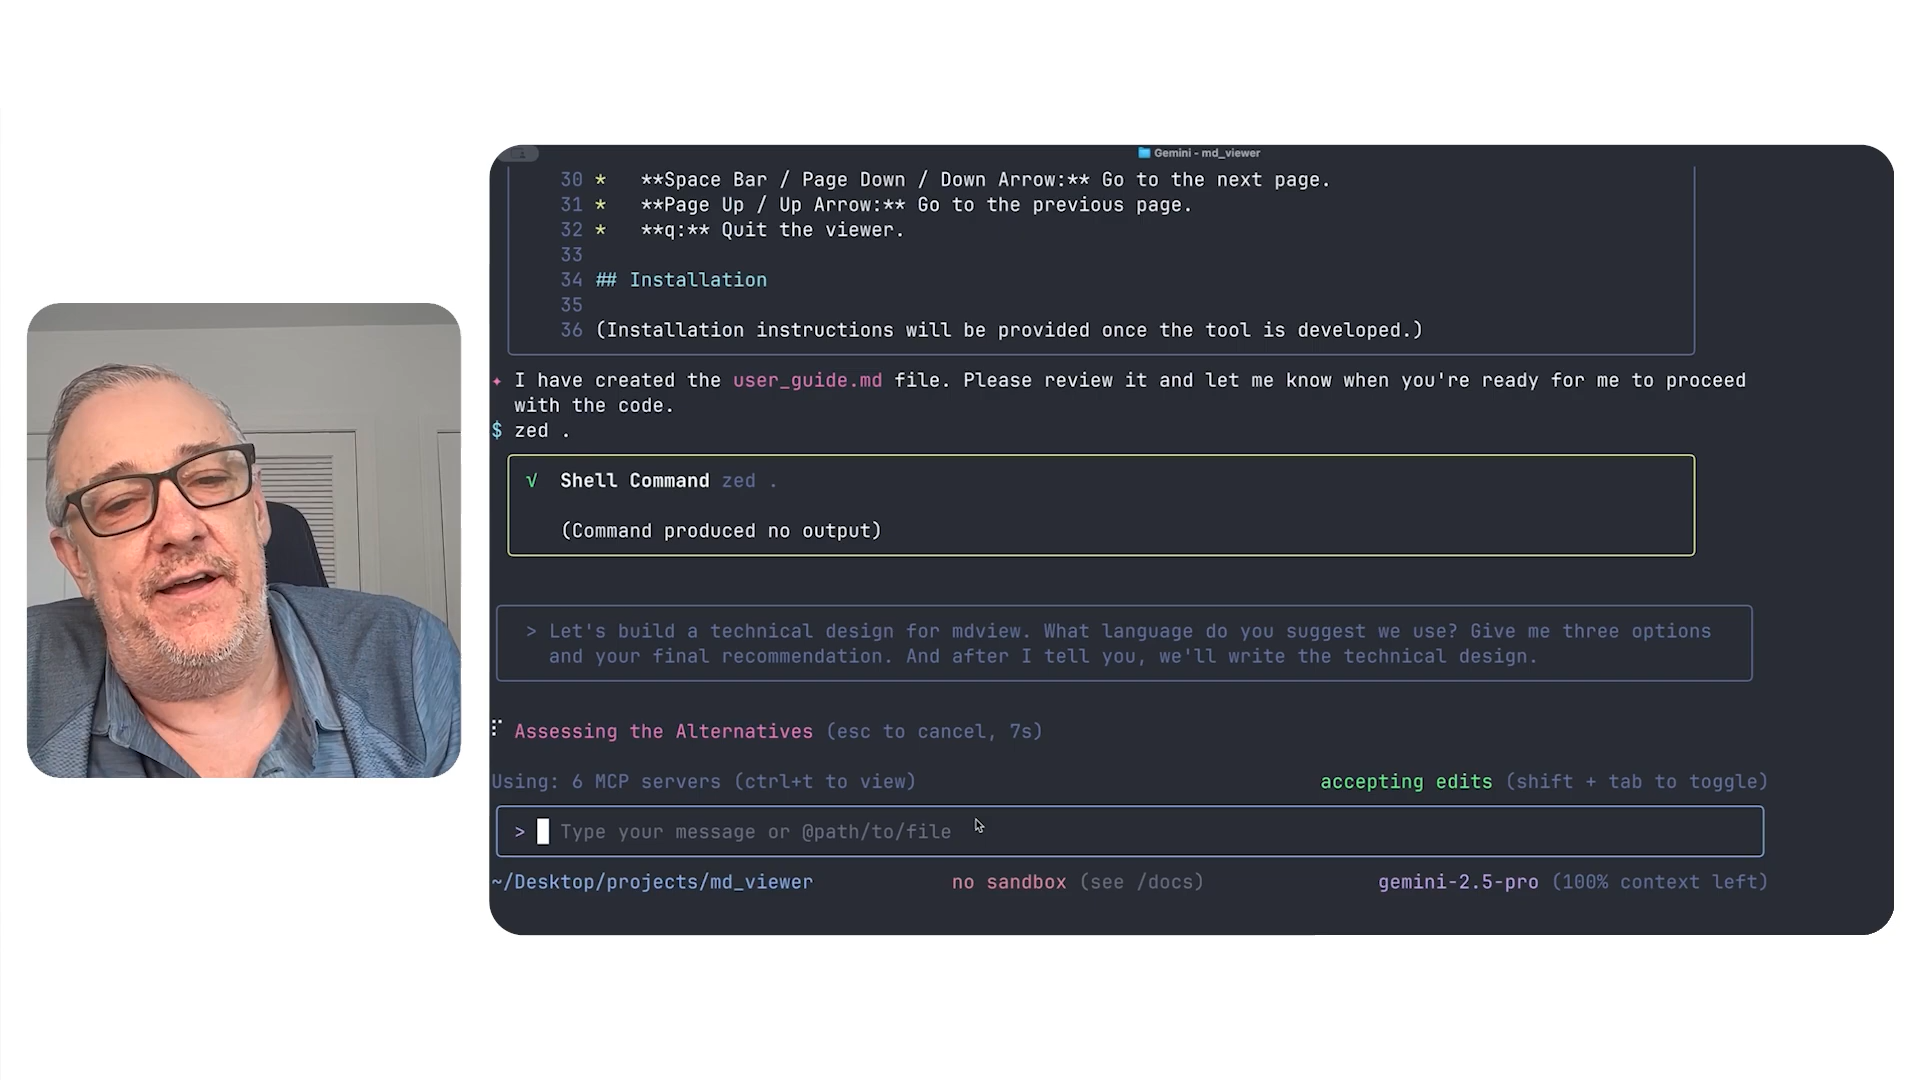 Gemini - md_viewer
30 * **Space Bar / Page Down / Down Arrow:** Go to the next page.
31 * **Page Up / Up Arrow:** Go to the previous page.
32 * **q:** Quit the viewer.
33
34 ## Installation
35
36 (Installation instructions will be provided once the tool is developed.)
✦ I have created the user_guide.md file. Please review it and let me know when you're ready for me to proceed
with the code.
$ zed .
√ Shell Command zed .
(Command produced no output)
> Let's build a technical design for mdview. What language do you suggest we use? Give me three options
and your final recommendation. And after I tell you, we'll write the technical design.
Assessing the Alternatives (esc to cancel, 7s)
Using: 6 MCP servers (ctrl+t to view) accepting edits (shift + tab to toggle)
> Type your message or @path/to/file
~/Desktop/projects/md_viewer no sandbox (see /docs) gemini-2.5-pro (100% context left)